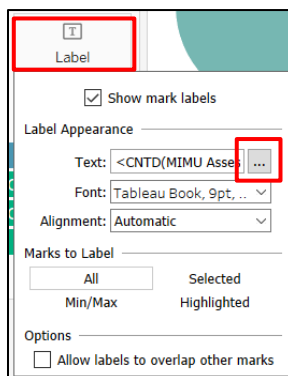 T
Label
Show mark labels
Label Appearance
Text: <CNTD(MIMU Asses ...
Font: Tableau Book, 9pt, ..
Alignment: Automatic
Marks to Label
All Selected
Min/Max Highlighted
Options
Allow labels to overlap other marks